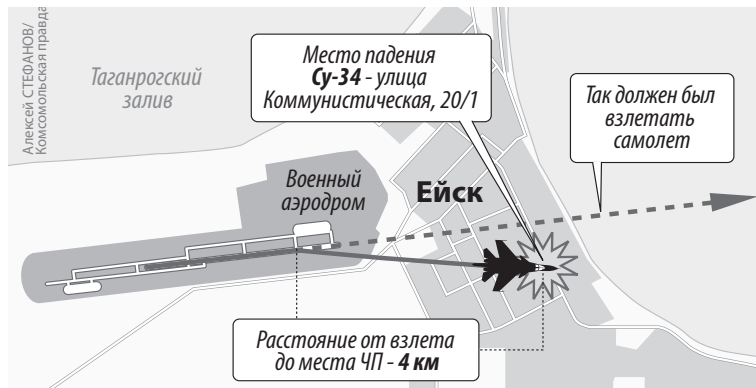 Алексей СТЕФАНОВ/
Комсомольская правда
Таганрогский
залив
Место падения
Су-34 - улица
Коммунистическая, 20/1
Так должен был
взлетать
самолет
Военный
аэродром
Ейск
Расстояние от взлета
до места ЧП - 4 км